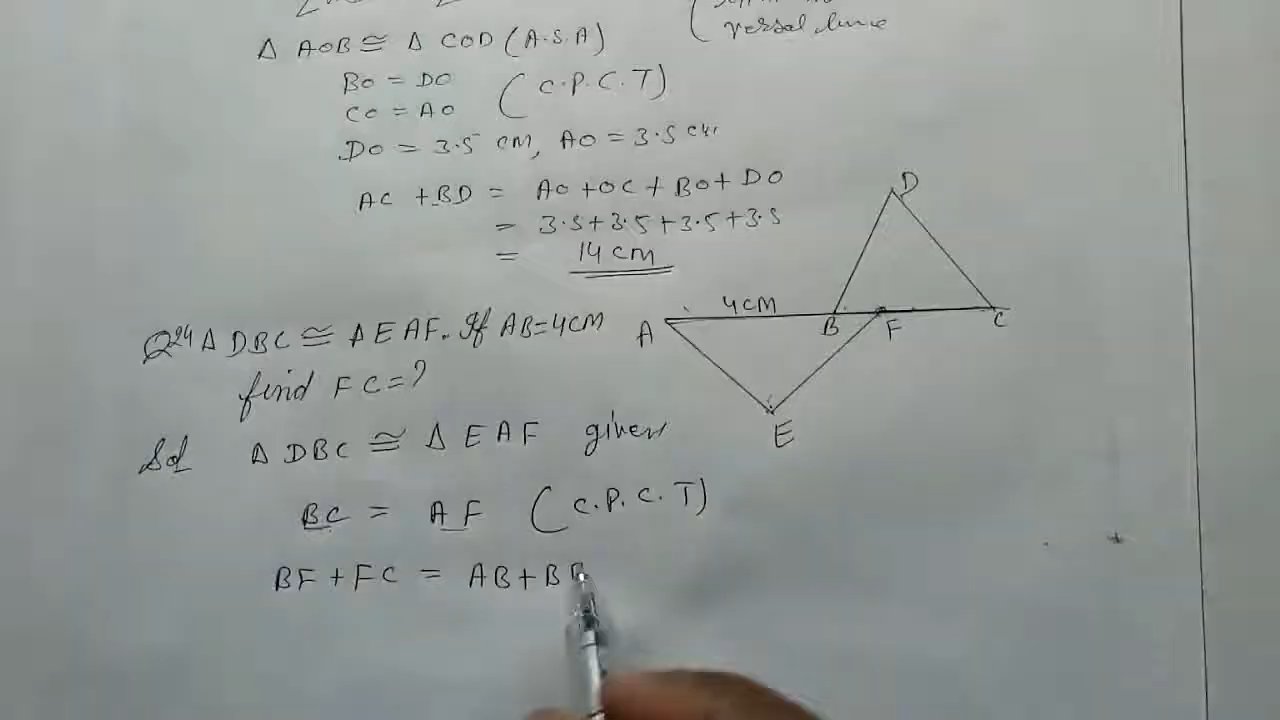 versal line
Δ AOB ≅ Δ COD (A.S.A)
BO = DO
CO = AO (C.P.C.T)
DO = 3.5 cm, AO = 3.5 cm
AC + BD = AO + OC + BO + DO
= 3.5 + 3.5 + 3.5 + 3.5
= 14 cm
D
A 4CM B F C
E
Q24 Δ DBC ≅ Δ EAF. If AB=4cm
find FC=?
Sol Δ DBC ≅ Δ EAF given
BC = AF (C.P.C.T)
BF + FC = AB + B